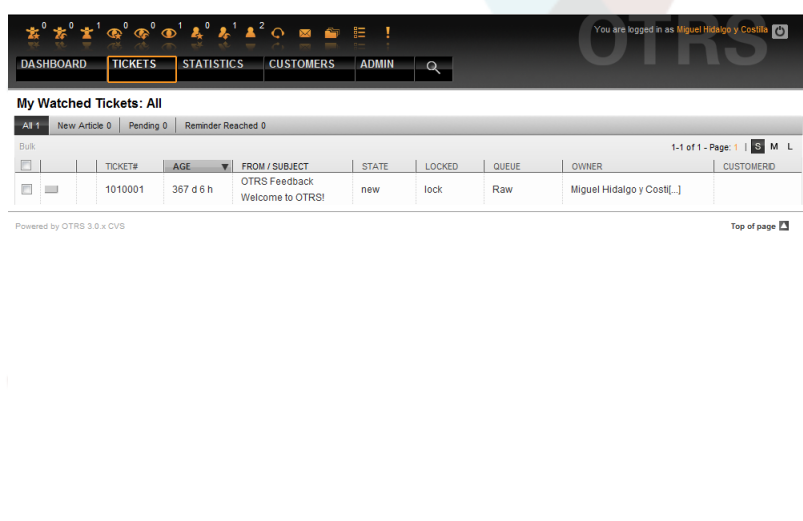 0 0 1 0 0 1 0 1 2
You are logged in as Miguel Hidalgo y Costilla
OTRS
DASHBOARD TICKETS STATISTICS CUSTOMERS ADMIN
My Watched Tickets: All
All 1 New Article 0 Pending 0 Reminder Reached 0
Bulk 1-1 of 1 - Page: 1 | S M L
TICKET# AGE FROM / SUBJECT STATE LOCKED QUEUE OWNER CUSTOMERID
1010001 367 d 6 h OTRS Feedback new lock Raw Miguel Hidalgo y Costi[...]
Welcome to OTRS!
Powered by OTRS 3.0.x CVS Top of page